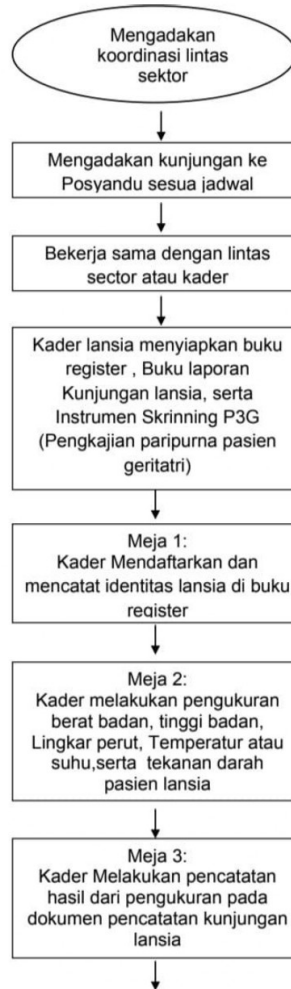 Mengadakan
koordinasi lintas
sektor
Mengadakan kunjungan ke
Posyandu sesua jadwal
Bekerja sama dengan lintas
sector atau kader
Kader lansia menyiapkan buku
register , Buku laporan
Kunjungan lansia, serta
Instrumen Skrinning P3G
(Pengkajian paripurna pasien
geritatri)
Meja 1:
Kader Mendaftarkan dan
mencatat identitas lansia di buku
register
Meja 2:
Kader melakukan pengukuran
berat badan, tinggi badan,
Lingkar perut, Temperatur atau
suhu,serta tekanan darah
pasien lansia
Meja 3:
Kader Melakukan pencatatan
hasil dari pengukuran pada
dokumen pencatatan kunjungan
lansia